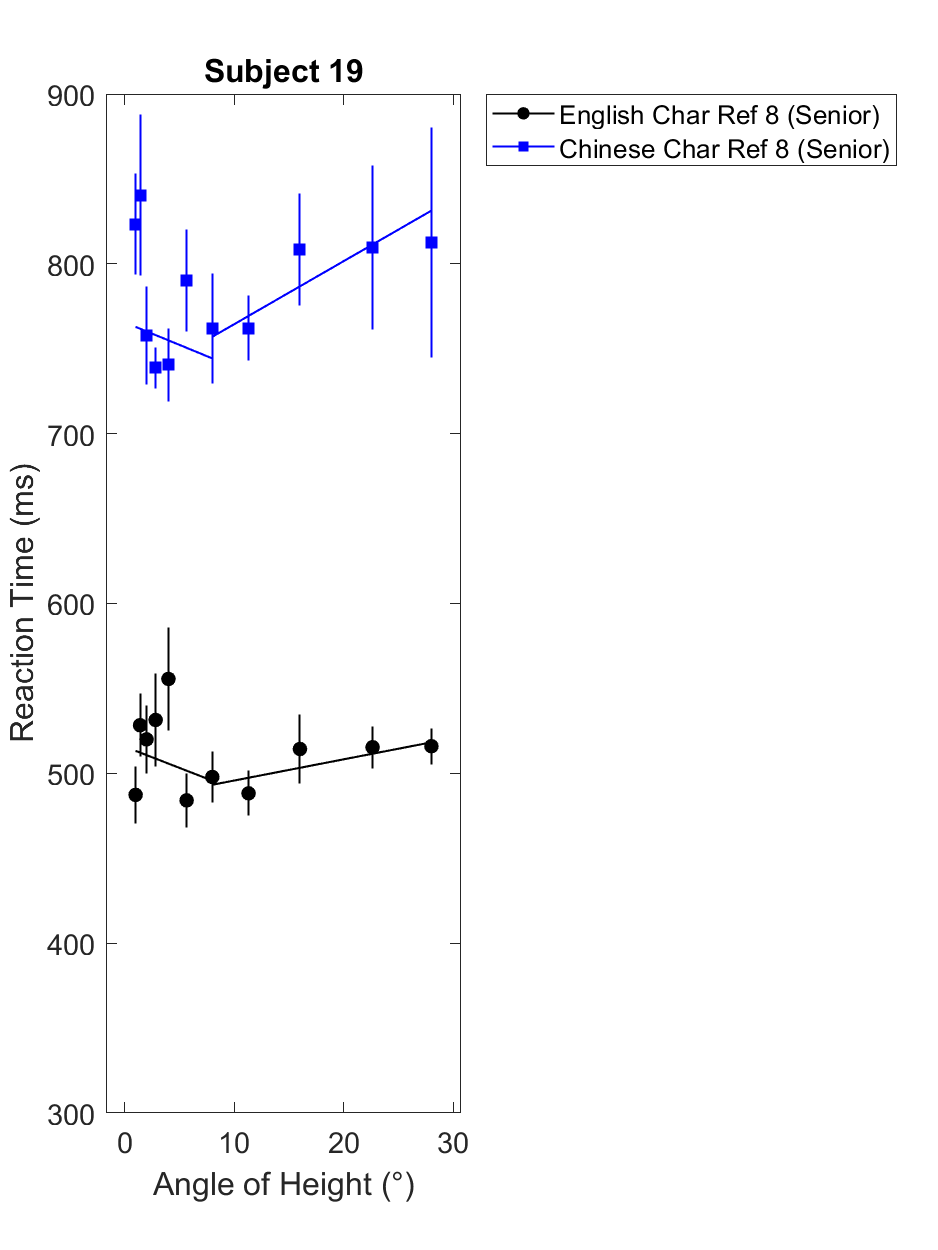 Subject 19
English Char Ref 8 (Senior)
Chinese Char Ref 8 (Senior)
900
800
700
600
500
400
300
Reaction Time (ms)
0 10 20 30
Angle of Height (°)